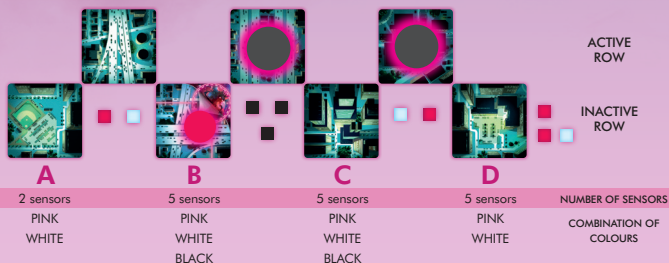 ACTIVE
ROW
INACTIVE
ROW
A B C D
2 sensors 5 sensors 5 sensors 5 sensors NUMBER OF SENSORS
PINK PINK PINK PINK COMBINATION OF
WHITE WHITE WHITE WHITE COLOURS
BLACK BLACK